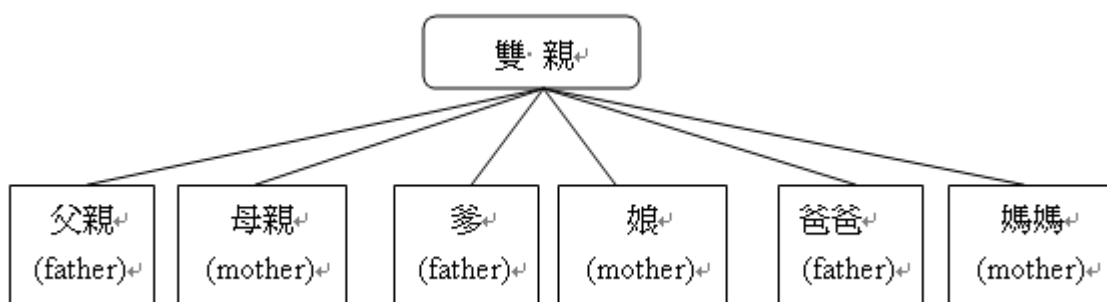 雙 親
父親 母親 爹 娘 爸爸 媽媽
(father) (mother) (father) (mother) (father) (mother)